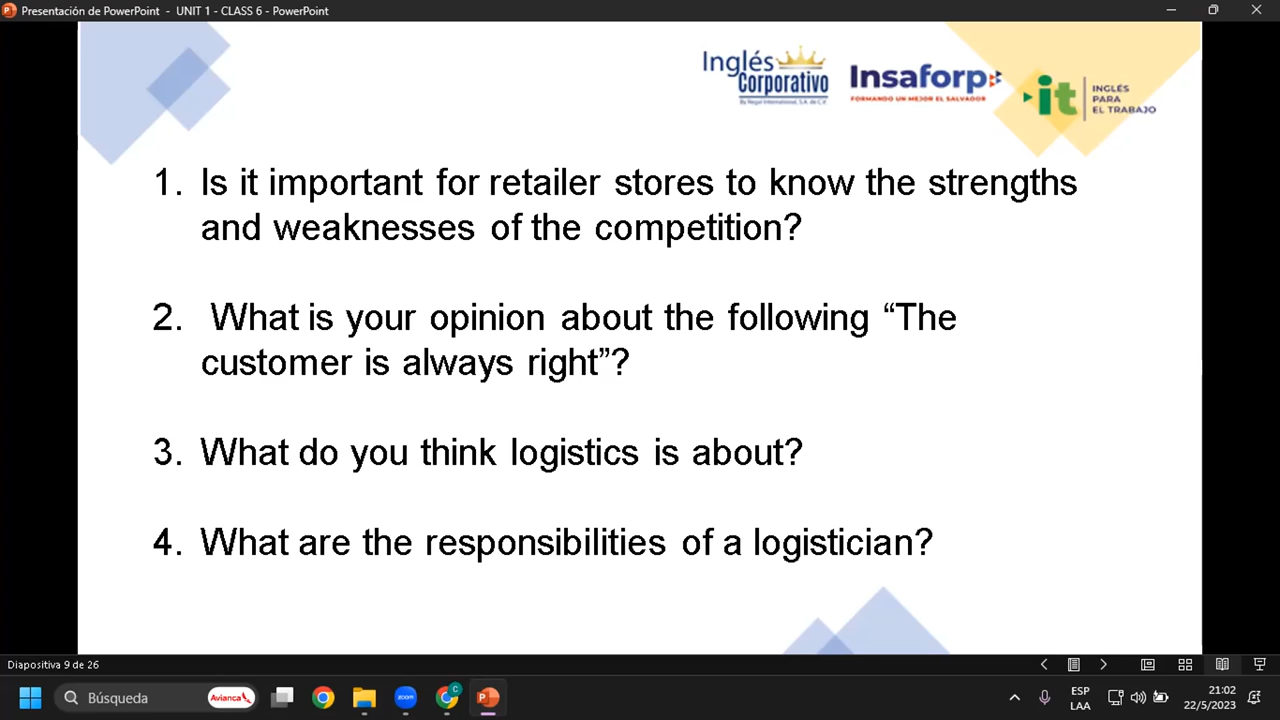 Presentación de PowerPoint - UNIT 1 - CLASS 6 - PowerPoint
Inglés
Corporativo
By Regal International, S.A. de C.V.
Insaforp
FORMANDO UN MEJOR EL SALVADOR
it
INGLÉS
PARA
EL TRABAJO
1. Is it important for retailer stores to know the strengths
and weaknesses of the competition?
2. What is your opinion about the following “The
customer is always right”?
3. What do you think logistics is about?
4. What are the responsibilities of a logistician?
Diapositiva 9 de 26
Búsqueda
Avianca
zoom
C
P
ESP
LAA
21:02
22/5/2023